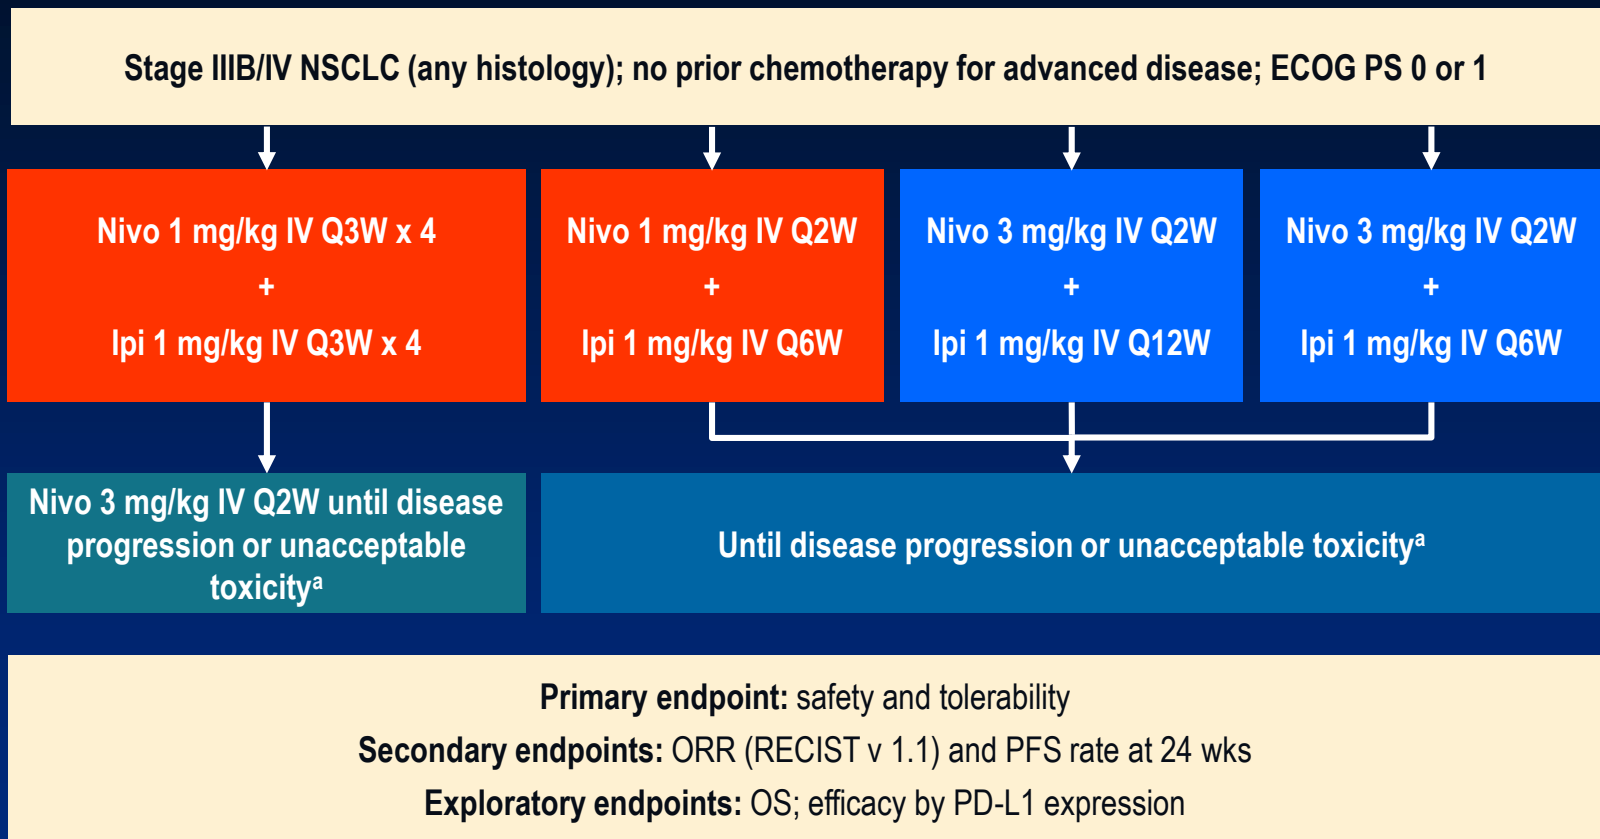 Stage IIIB/IV NSCLC (any histology); no prior chemotherapy for advanced disease; ECOG PS 0 or 1
Nivo 1 mg/kg IV Q3W x 4
+
Ipi 1 mg/kg IV Q3W x 4
Nivo 1 mg/kg IV Q2W
+
Ipi 1 mg/kg IV Q6W
Nivo 3 mg/kg IV Q2W
+
Ipi 1 mg/kg IV Q12W
Nivo 3 mg/kg IV Q2W
+
Ipi 1 mg/kg IV Q6W
Nivo 3 mg/kg IV Q2W until disease
progression or unacceptable
toxicityᵃ
Until disease progression or unacceptable toxicityᵃ
Primary endpoint: safety and tolerability
Secondary endpoints: ORR (RECIST v 1.1) and PFS rate at 24 wks
Exploratory endpoints: OS; efficacy by PD-L1 expression